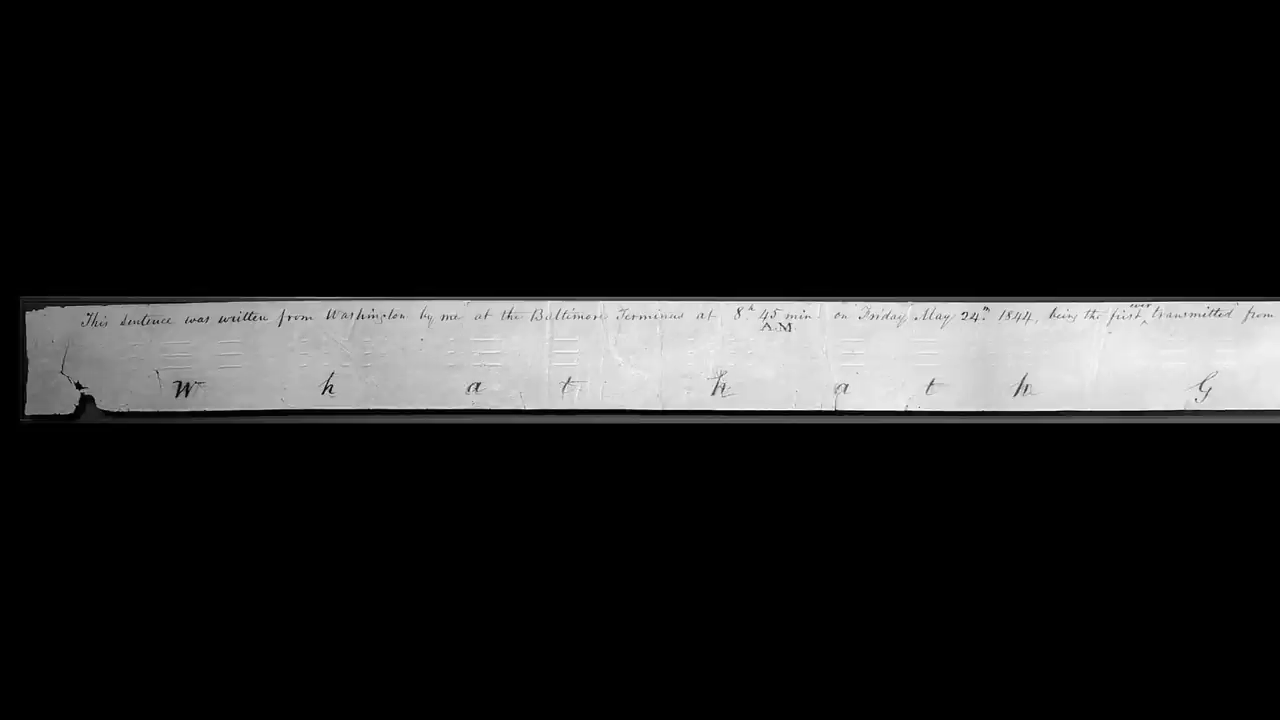 This sentence was written from Washington by me at the Baltimore Terminus at 8h 45 min on Friday May 24th 1844, being the first ever transmitted from
A.M.
W h a t h a t h G